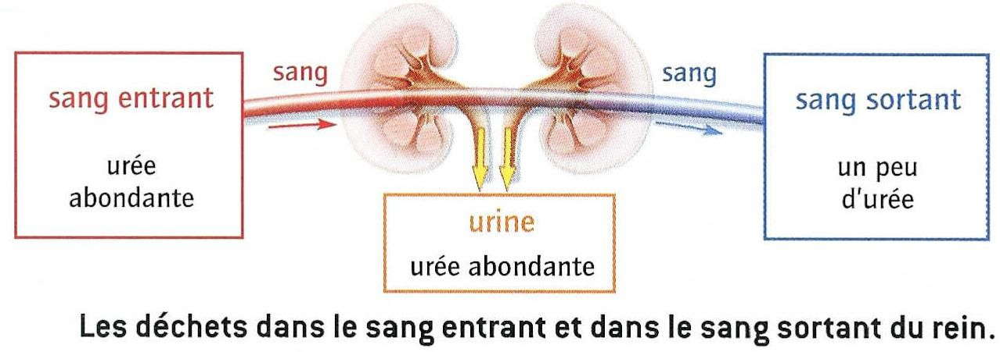 sang
sang
sang entrant
sang sortant
urée
abondante
un peu
d'urée
urine
urée abondante
Les déchets dans le sang entrant et dans le sang sortant du rein.